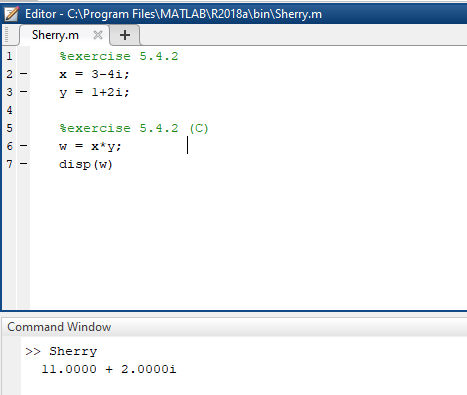 Editor - C:\Program Files\MATLAB\R2018a\bin\Sherry.m
Sherry.m × +
1 %exercise 5.4.2
2 – x = 3-4i;
3 – y = 1+2i;
4
5 %exercise 5.4.2 (C)
6 – w = x*y;
7 – disp(w)
Command Window
>> Sherry
11.0000 + 2.0000i